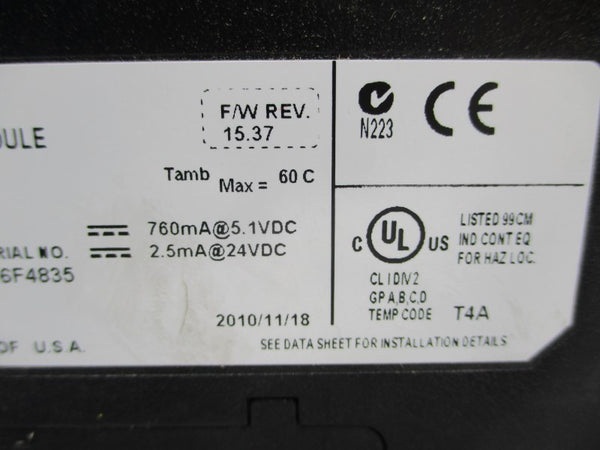 F/W REV.
15.37
DULE
Tamb Max = 60 C
760mA@5.1VDC
RIAL NO. 2.5mA@24VDC
6F4835
2010/11/18
OF U.S.A.
N223
CE
C UL US
LISTED 99CM
IND CONT EQ
FOR HAZ LOC.
CL I DIV 2
GP A,B,C,D
TEMP CODE T4A
SEE DATA SHEET FOR INSTALLATION DETAILS